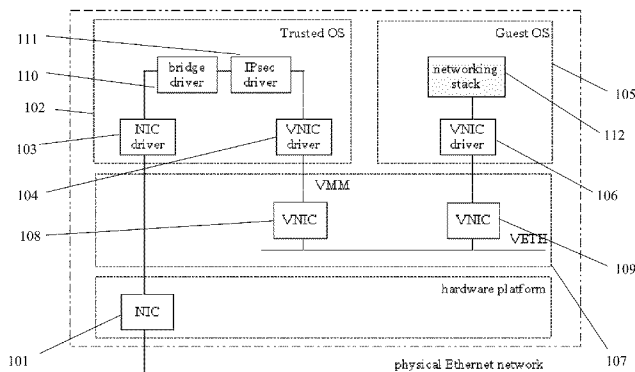 111
Trusted OS
Guest OS
110
bridge
driver
IPsec
driver
networking
stack
105
102
112
103
NIC
driver
VNIC
driver
VNIC
driver
104
VMM
106
108
VNIC
VNIC
VETH
109
hardware platform
NIC
101
107
physical Ethernet network